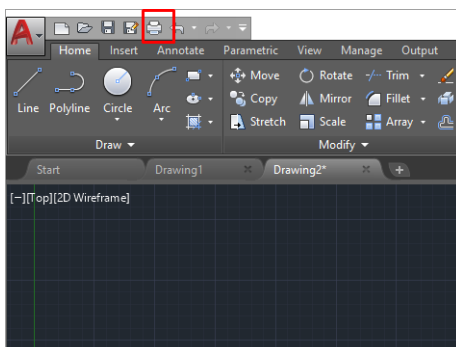 A
Home Insert Annotate Parametric View Manage Output
Move Rotate Trim
Copy Mirror Fillet
Line Polyline Circle Arc
Stretch Scale Array
Draw Modify
Start Drawing1 Drawing2*
[−][Top][2D Wireframe]